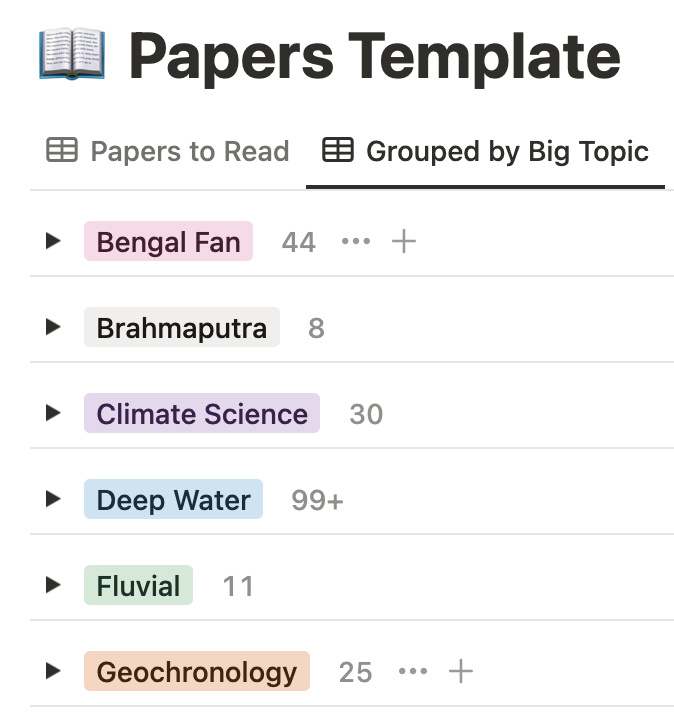 Papers Template
Papers to Read Grouped by Big Topic
Bengal Fan 44
Brahmaputra 8
Climate Science 30
Deep Water 99+
Fluvial 11
Geochronology 25